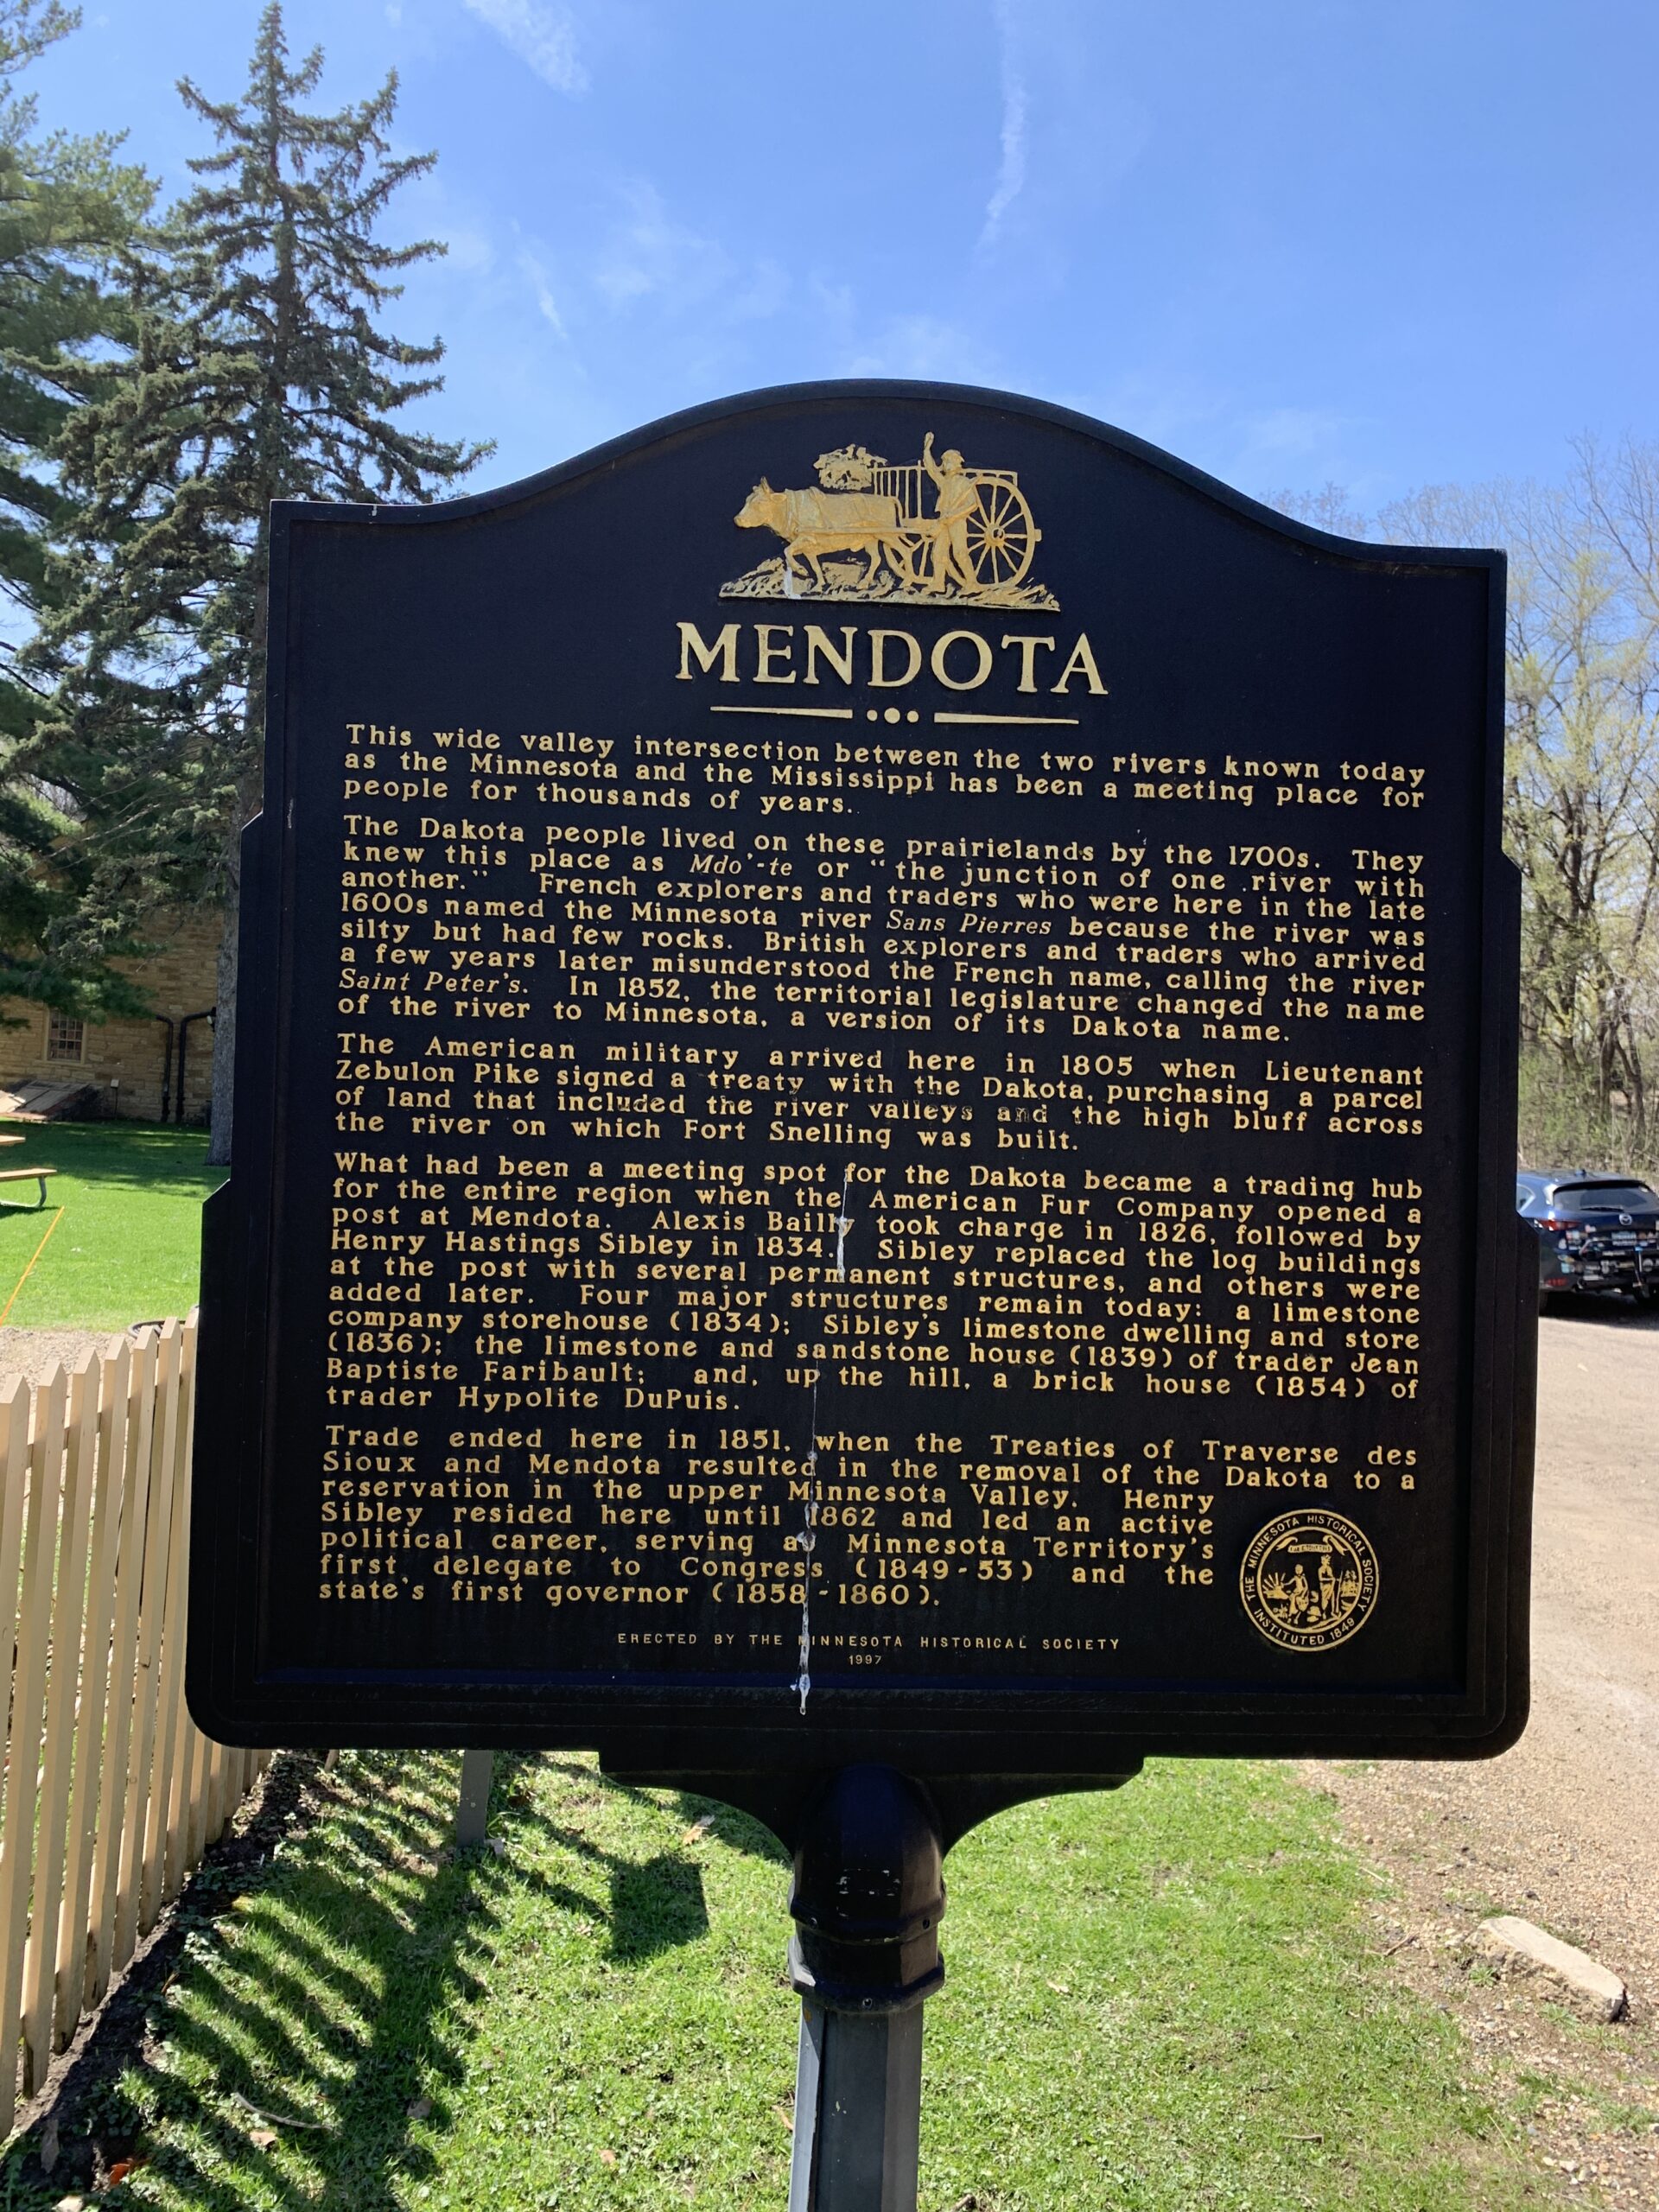 MENDOTA
This wide valley intersection between the two rivers known today
as the Minnesota and the Mississippi has been a meeting place for
people for thousands of years.
The Dakota people lived on these prairielands by the 1700s. They
knew this place as Mdo'-te or "the junction of one river with
another." French explorers and traders who were here in the late
1600s named the Minnesota river Sans Pierres because the river was
silty but had few rocks. British explorers and traders who arrived
a few years later misunderstood the French name, calling the river
Saint Peter's. In 1852, the territorial legislature changed the name
of the river to Minnesota, a version of its Dakota name.
The American military arrived here in 1805 when Lieutenant
Zebulon Pike signed a treaty with the Dakota, purchasing a parcel
of land that included the river valleys and the high bluff across
the river on which Fort Snelling was built.
What had been a meeting spot for the Dakota became a trading hub
for the entire region when the American Fur Company opened a
post at Mendota. Alexis Bailly took charge in 1826, followed by
Henry Hastings Sibley in 1834. Sibley replaced the log buildings
at the post with several permanent structures, and others were
added later. Four major structures remain today: a limestone
company storehouse (1834); Sibley's limestone dwelling and store
(1836); the limestone and sandstone house (1839) of trader Jean
Baptiste Faribault; and, up the hill, a brick house (1854) of
trader Hypolite DuPuis.
Trade ended here in 1851, when the Treaties of Traverse des
Sioux and Mendota resulted in the removal of the Dakota to a
reservation in the upper Minnesota Valley. Henry
Sibley resided here until 1862 and led an active
political career, serving as Minnesota Territory's
first delegate to Congress (1849-53) and the
state's first governor (1858-1860).
THE MINNESOTA HISTORICAL SOCIETY
INSTITUTED 1849
ERECTED BY THE MINNESOTA HISTORICAL SOCIETY
1997